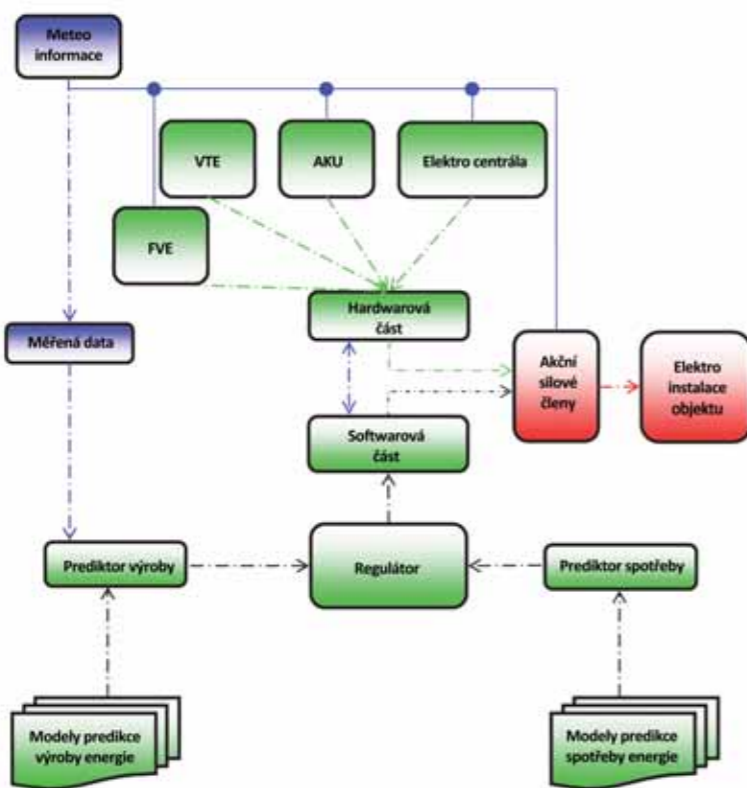 Meteo
informace
VTE
AKU
Elektro centrála
FVE
Hardwarová
část
Měřená data
Akční
silové
členy
Elektro
instalace
objektu
Softwarová
část
Prediktor výroby
Regulátor
Prediktor spotřeby
Modely predikce
výroby energie
Modely predikce
spotřeby energie